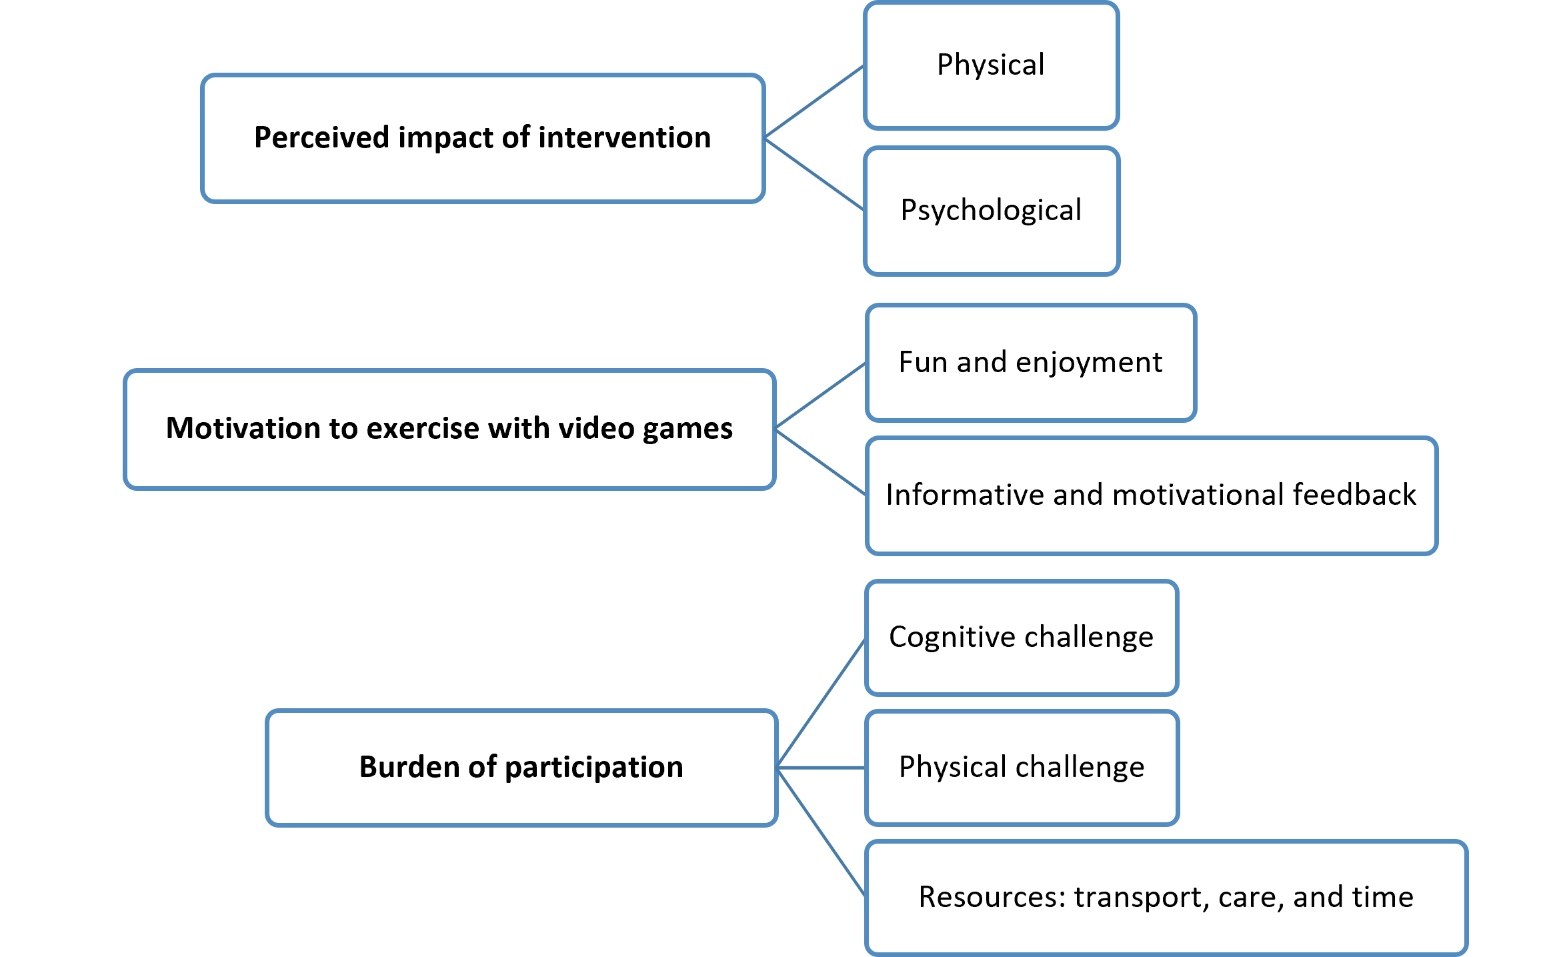 Perceived impact of intervention
Physical
Psychological
Motivation to exercise with video games
Fun and enjoyment
Informative and motivational feedback
Burden of participation
Cognitive challenge
Physical challenge
Resources: transport, care, and time